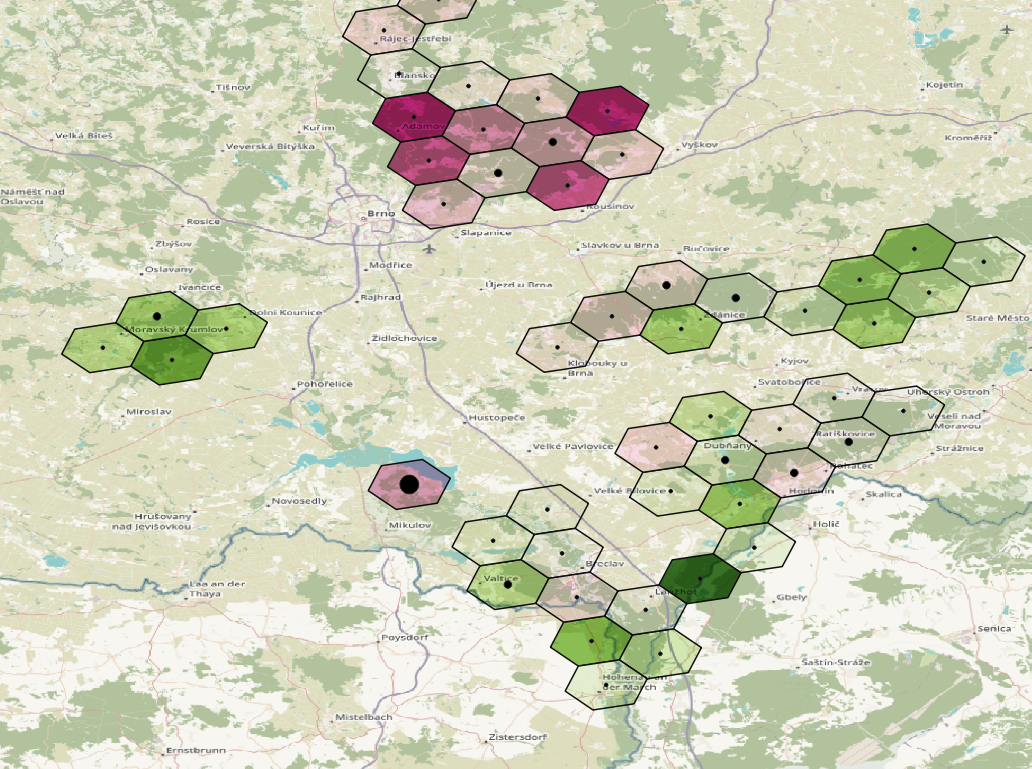 Rájec-Jestřebí
Blansko
Tišnov
Kojetín
Adamov
Kuřim
Velká Bíteš
Veverská Bítýška
Vyškov
Kroměříž
Náměšť nad
Oslavou
Rosice
Brno
Rousínov
Šlapanice
Zbýšov
Slavkov u Brna
Bučovice
Oslavany
Modřice
Ivančice
Rajhrad
Újezd u Brna
Dolní Kounice
Ždánice
Staré Město
Moravský Krumlov
Židlochovice
Klobouky u
Brna
Kyjov
Pohořelice
Svatobořice
Uherský Ostroh
Miroslav
Hustopeče
Veselí nad
Moravou
Ratíškovice
Velké Pavlovice
Dubňany
Strážnice
Rohatec
Velké Bílovice
Hodonín
Skalica
Novosedly
Hrušovany
nad Jevišovkou
Mikulov
Holíč
Břeclav
Valtice
Laa an der
Thaya
Lanžhot
Gbely
Poysdorf
Senica
Šaštín-Stráže
Hohenau an
der March
Mistelbach
Zistersdorf
Ernstbrunn